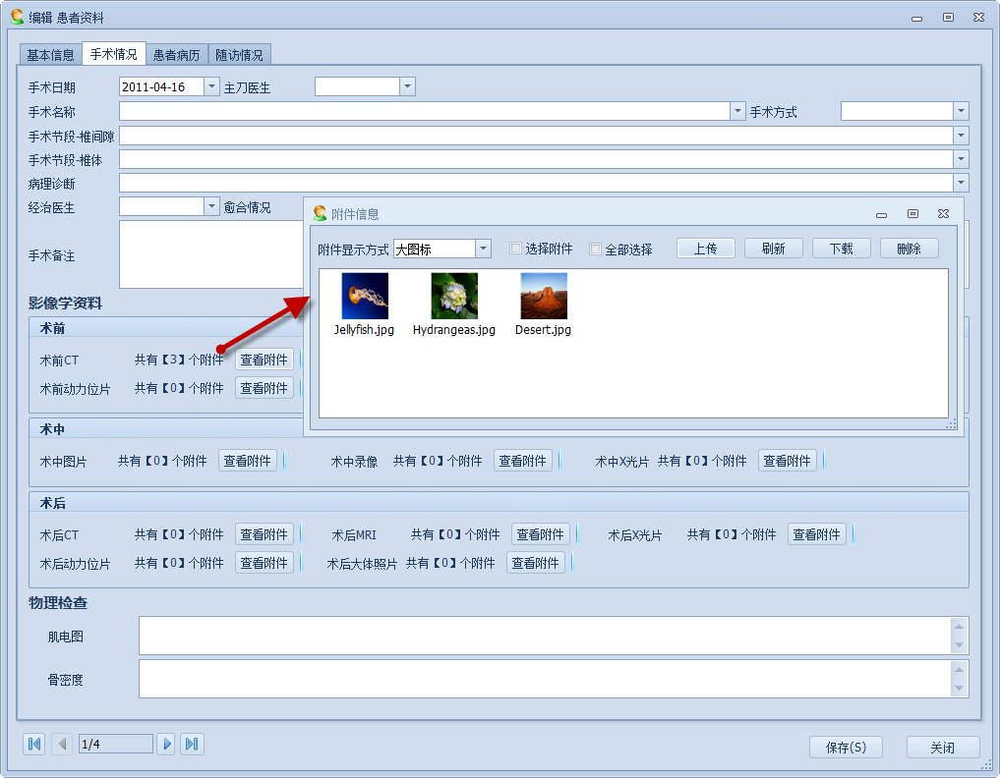 编辑 患者资料
基本信息 手术情况 患者病历 随访情况
手术日期 2011-04-16 主刀医生
手术名称 手术方式
手术节段-椎间隙
手术节段-椎体
病理诊断
经治医生 愈合情况
手术备注
附件信息
附件显示方式 大图标 选择附件 全部选择 上传 刷新 下载 删除
Jellyfish.jpg Hydrangeas.jpg Desert.jpg
影像学资料
术前
术前CT 共有【3】个附件 查看附件
术前动力位片 共有【0】个附件 查看附件
术中
术中图片 共有【0】个附件 查看附件 术中录像 共有【0】个附件 查看附件 术中X光片 共有【0】个附件 查看附件
术后
术后CT 共有【0】个附件 查看附件 术后MRI 共有【0】个附件 查看附件 术后X光片 共有【0】个附件 查看附件
术后动力位片 共有【0】个附件 查看附件 术后大体照片 共有【0】个附件 查看附件
物理检查
肌电图
骨密度
1/4 保存(S) 关闭